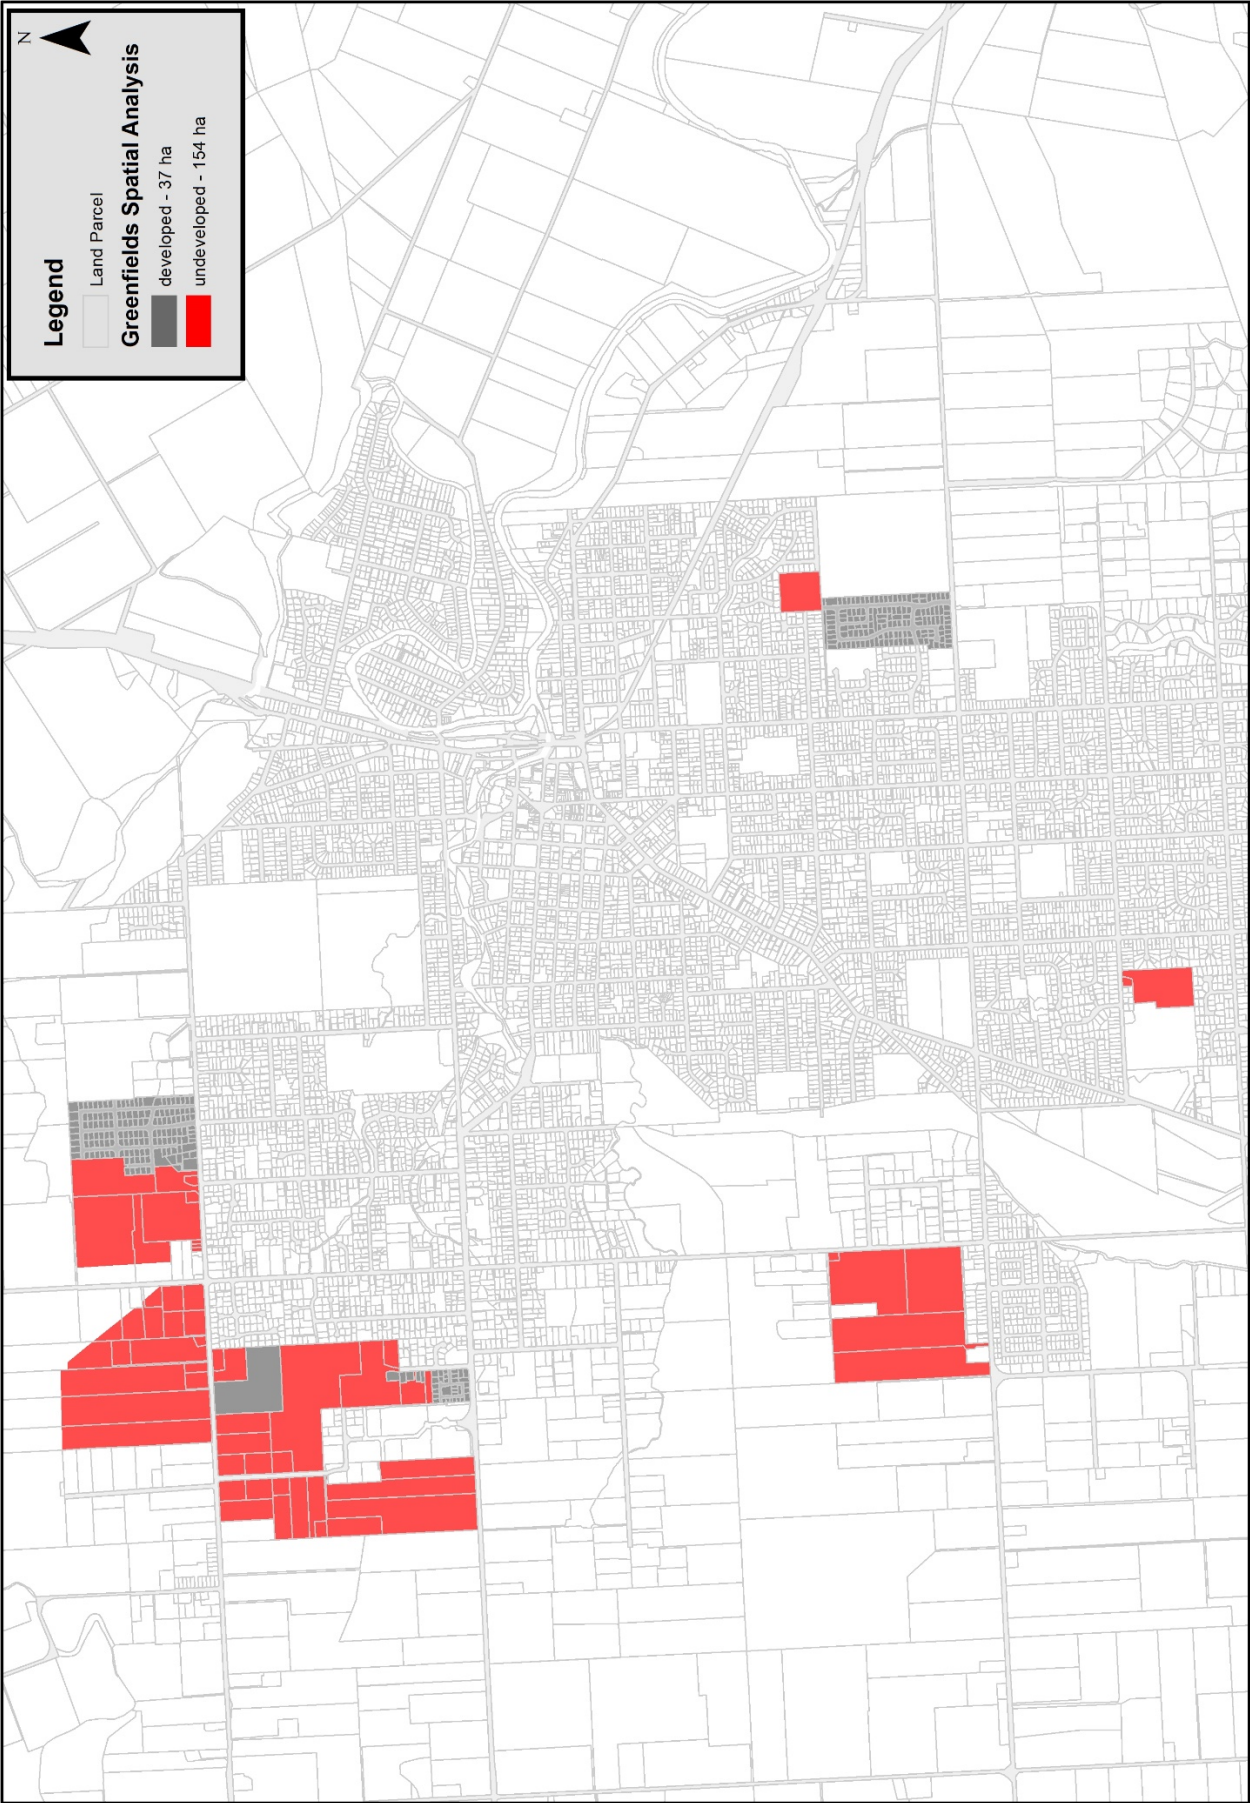 N
Legend
Land Parcel
Greenfields Spatial Analysis
developed - 37 ha
undeveloped - 154 ha